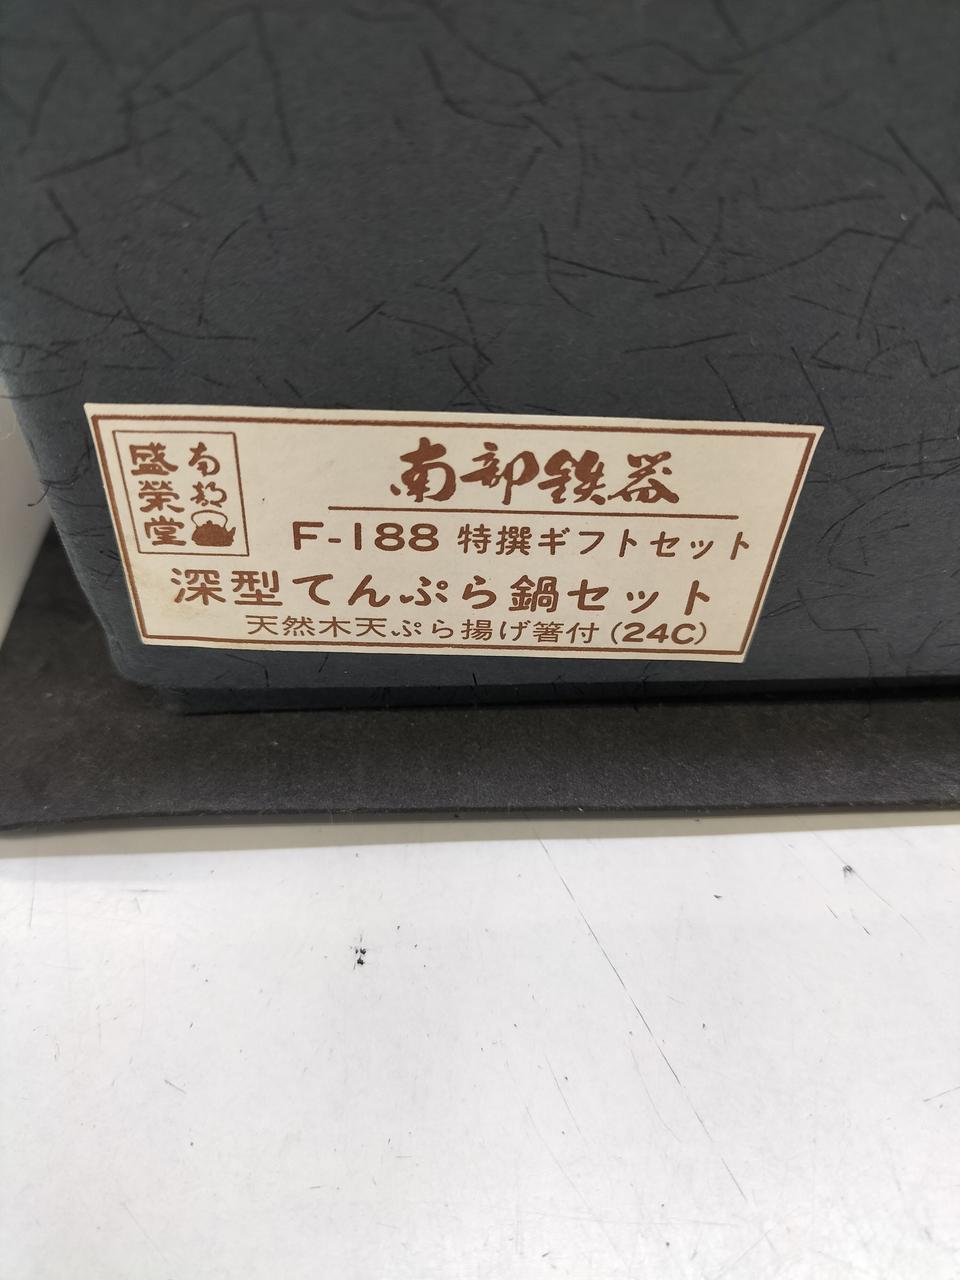 南部
盛榮堂
南部鉄器
F-188 特撰ギフトセット
深型てんぷら鍋セット
天然木天ぷら揚げ箸付(24C)